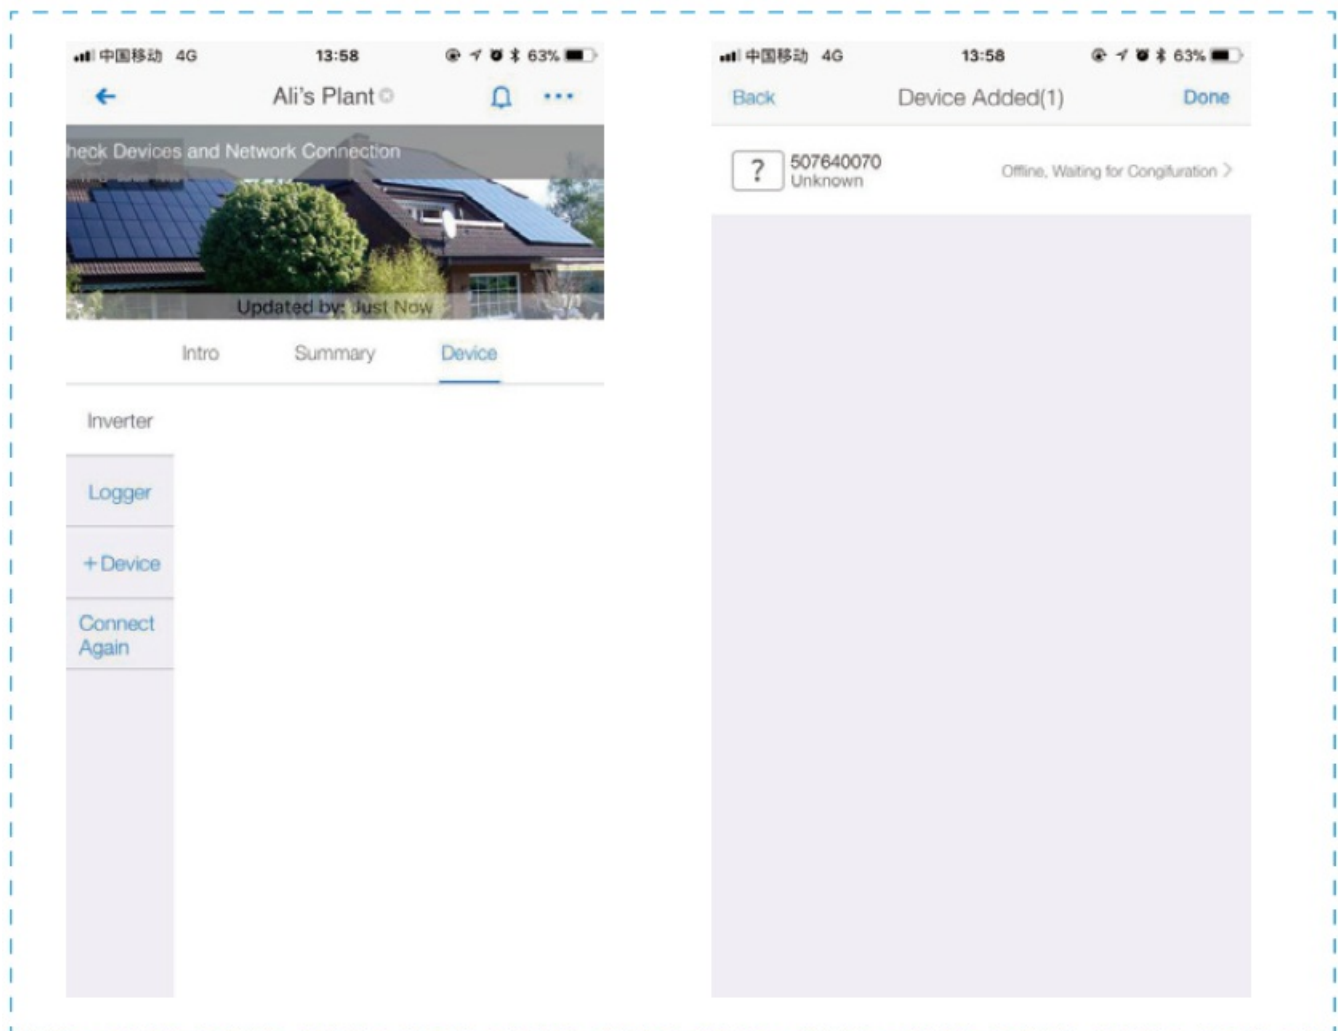 中国移动 4G 13:58 63%
Ali's Plant
heck Devices and Network Connection
Updated by: Just Now
Intro Summary Device
Inverter
Logger
+Device
Connect
Again
中国移动 4G 13:58 63%
Back Device Added(1) Done
?
507640070
Unknown
Offline, Waiting for Congifuration >